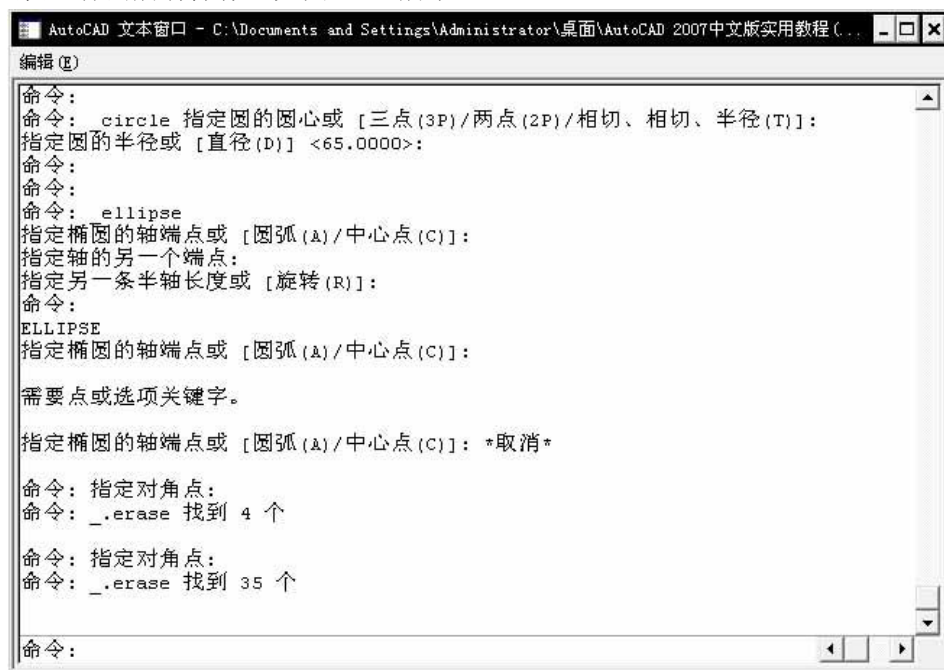 AutoCAD 文本窗口 - C:\Documents and Settings\Administrator\桌面\AutoCAD 2007中文版实用教程(...
编辑(E)
命令:
命令: _circle 指定圆的圆心或 [三点(3P)/两点(2P)/相切、相切、半径(T)]:
指定圆的半径或 [直径(D)] <65.0000>:
命令:
命令:
命令: _ellipse
指定椭圆的轴端点或 [圆弧(A)/中心点(C)]:
指定轴的另一个端点:
指定另一条半轴长度或 [旋转(R)]:
命令:
ELLIPSE
指定椭圆的轴端点或 [圆弧(A)/中心点(C)]:
需要点或选项关键字。
指定椭圆的轴端点或 [圆弧(A)/中心点(C)]: *取消*
命令: 指定对角点:
命令: _.erase 找到 4 个
命令: 指定对角点:
命令: _.erase 找到 35 个
命令: